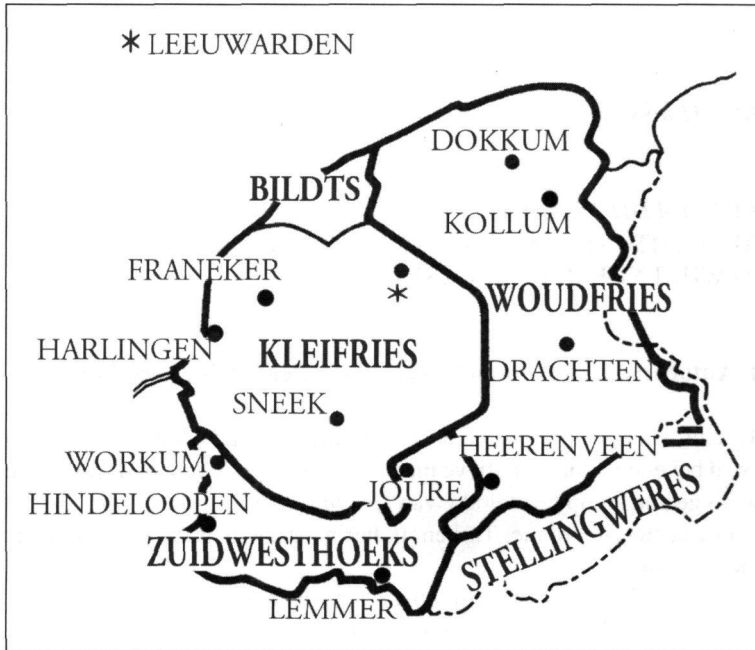 * LEEUWARDEN
DOKKUM
BILDTS
KOLLUM
FRANEKER
*
WOUDFRIES
HARLINGEN
KLEIFRIES
DRACHTEN
SNEEK
HEERENVEEN
WORKUM
JOURE
HINDELOOPEN
STELLINGWERFS
ZUIDWESTHOEKS
LEMMER